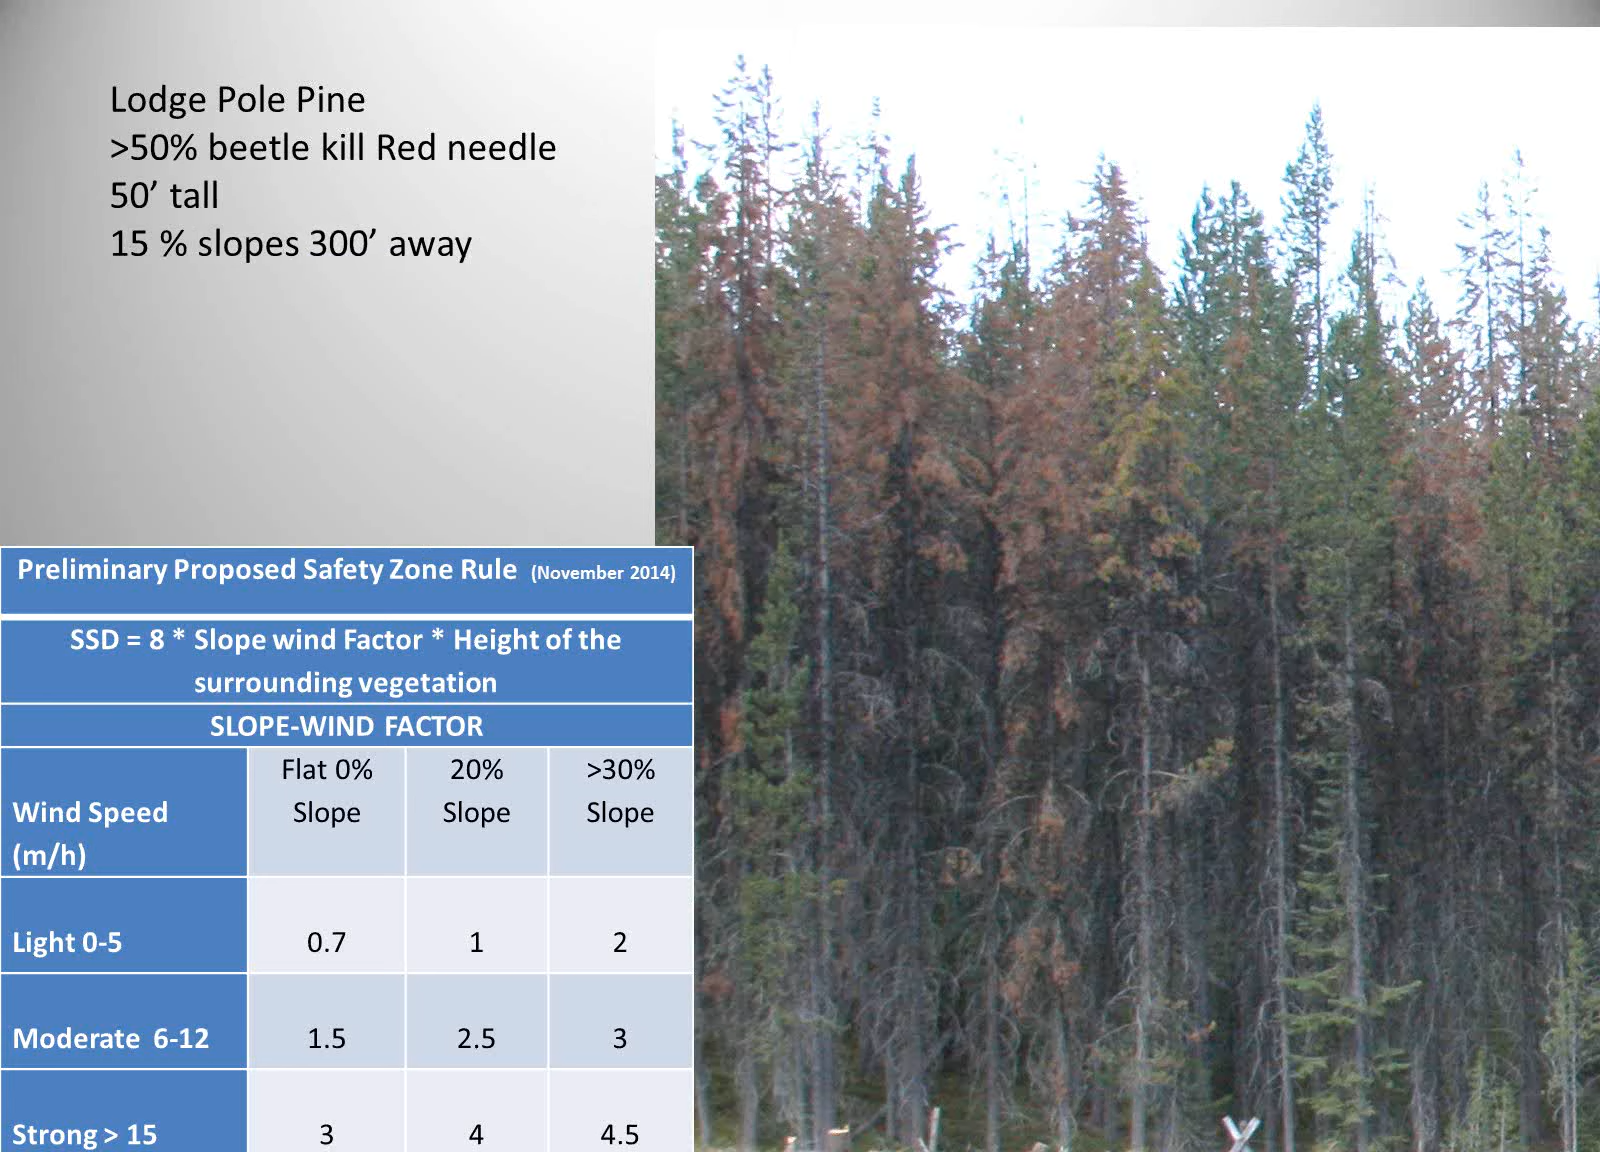 Lodge Pole Pine
>50% beetle kill Red needle
50’ tall
15 % slopes 300’ away
Preliminary Proposed Safety Zone Rule (November 2014)
SSD = 8 * Slope wind Factor * Height of the
surrounding vegetation
SLOPE-WIND FACTOR
Wind Speed
(m/h)
Flat 0%
Slope
20%
Slope
>30%
Slope
Light 0-5 0.7 1 2
Moderate 6-12 1.5 2.5 3
Strong > 15 3 4 4.5